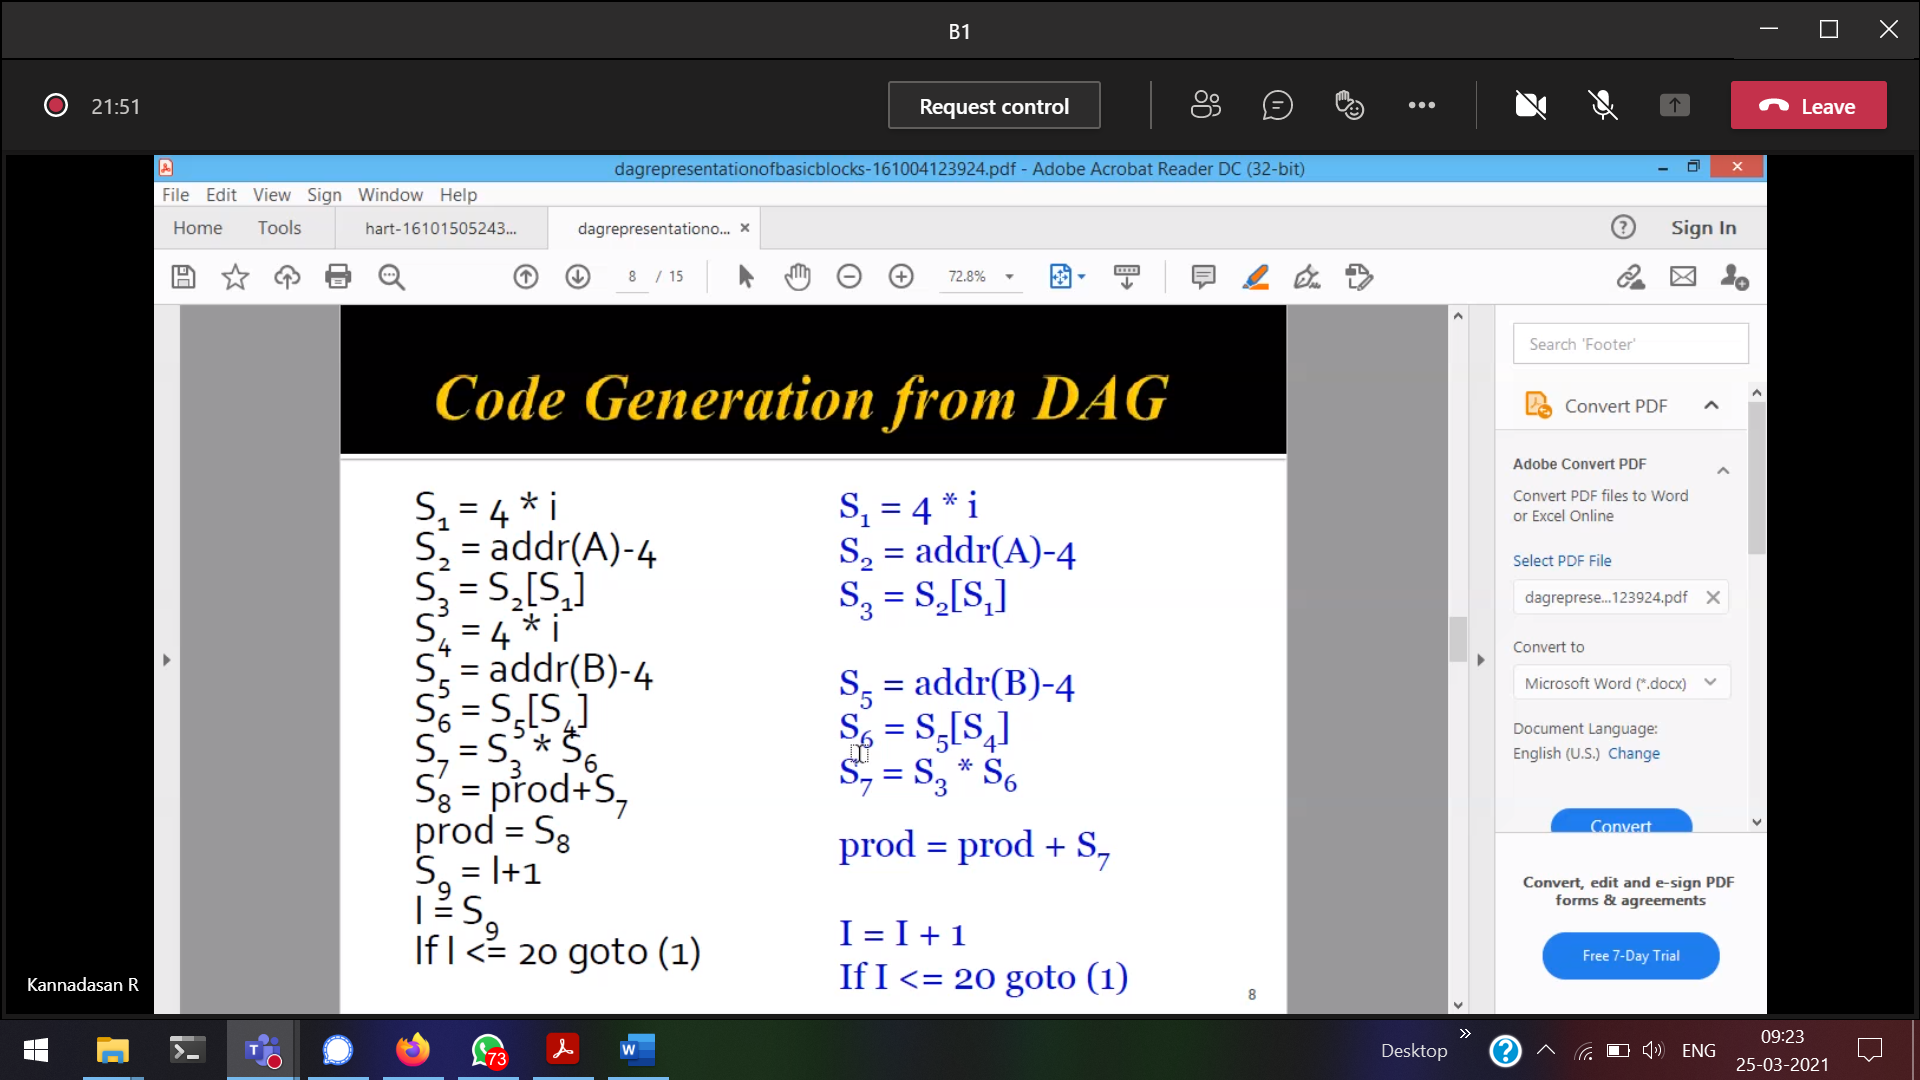 B1
21:51
Request control
Leave
dagrepresentationofbasicblocks-161004123924.pdf - Adobe Acrobat Reader DC (32-bit)
File Edit View Sign Window Help
Home Tools hart-16101505243... dagrepresentationo... Sign In
8 / 15 72.8%
Code Generation from DAG
S1 = 4 * i
S2 = addr(A)-4
S3 = S2[S1]
S4 = 4 * i
S5 = addr(B)-4
S6 = S5[S4]
S7 = S3 * S6
S8 = prod+S7
prod = S8
S9 = I+1
I = S9
If I <= 20 goto (1)
S1 = 4 * i
S2 = addr(A)-4
S3 = S2[S1]
S5 = addr(B)-4
S6 = S5[S4]
S7 = S3 * S6
prod = prod + S7
I = I + 1
If I <= 20 goto (1)
8
Search 'Footer'
Convert PDF
Adobe Convert PDF
Convert PDF files to Word
or Excel Online
Select PDF File
dagreprese...123924.pdf
Convert to
Microsoft Word (*.docx)
Document Language:
English (U.S.) Change
Convert
Convert, edit and e-sign PDF
forms & agreements
Free 7-Day Trial
Kannadasan R
73
Desktop
ENG
09:23
25-03-2021